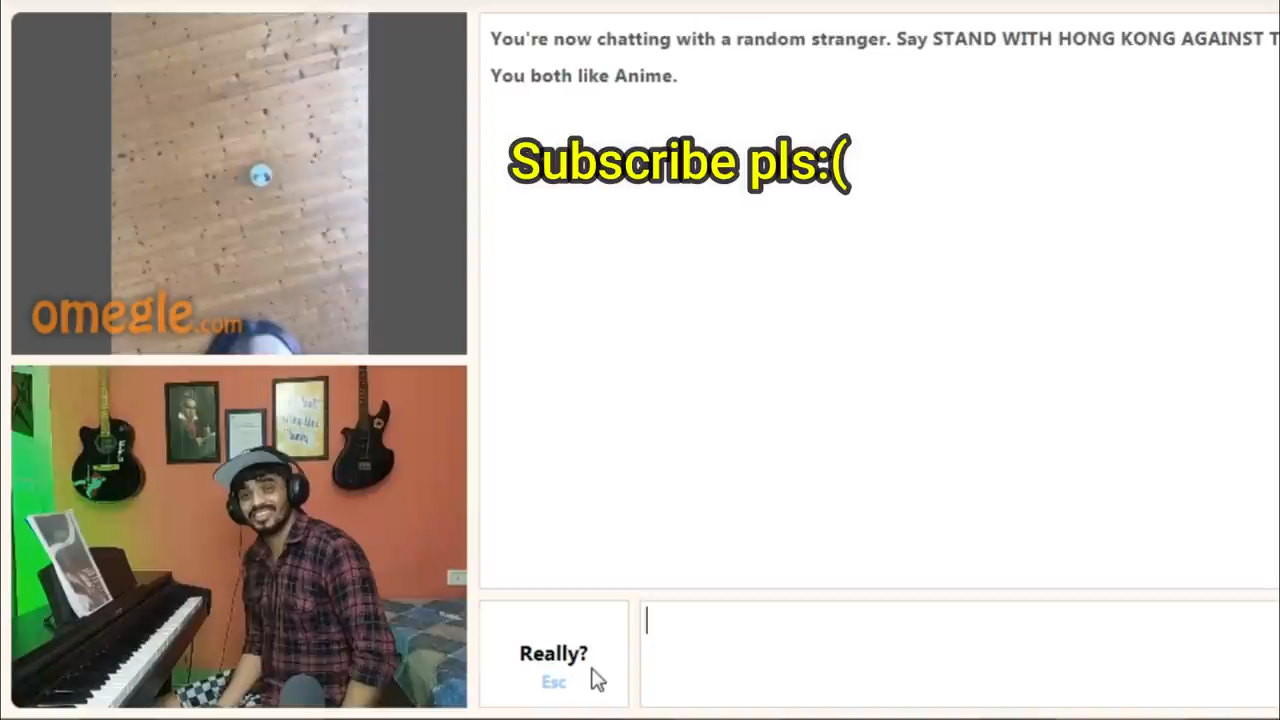 You're now chatting with a random stranger. Say STAND WITH HONG KONG AGAINST T
You both like Anime.
Subscribe pls:(
omegle.com
Really?
Esc